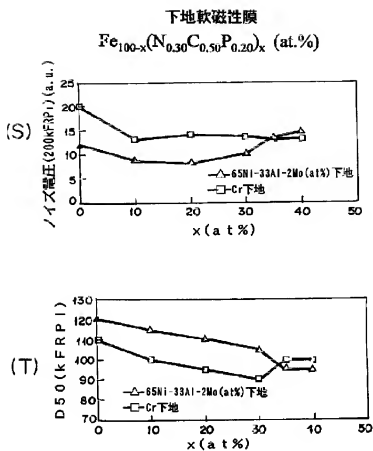 下地軟磁性膜
Fe100-x(N0.30C0.50P0.20)x (at.%)
(S)
ノイズ電圧(200kFRPI)(a.u.)
25
20
15
10
5
0
65Ni-33Al-2Mo(at%)下地
Cr下地
0 10 20 30 40 50
x(at%)
(T)
D50(kFRPI)
130
120
110
100
90
80
70
65Ni-33Al-2Mo(at%)下地
Cr下地
0 10 20 30 40 50
x(at%)